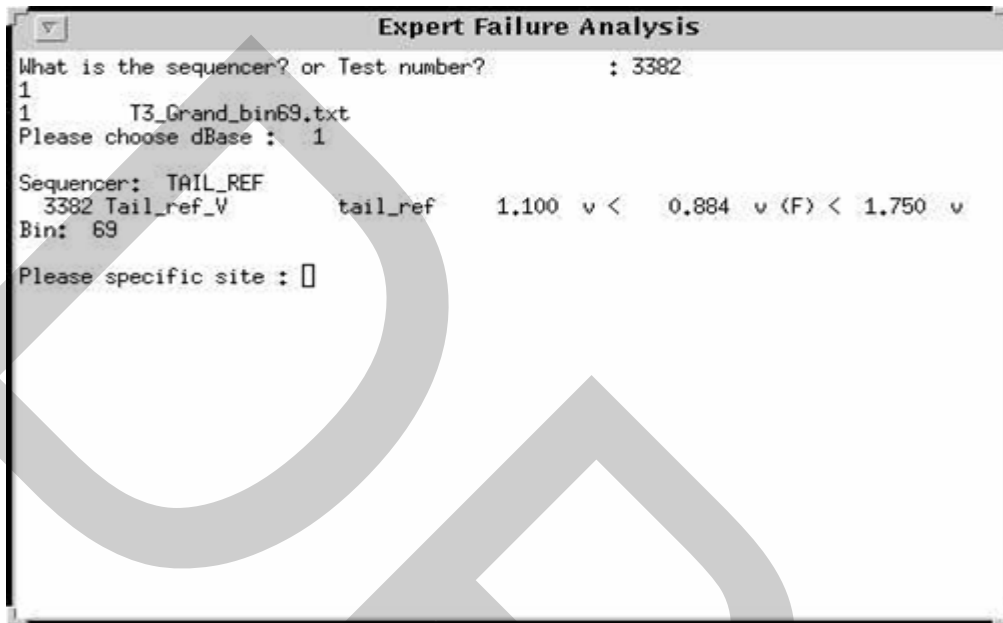 Expert Failure Analysis
What is the sequencer? or Test number? : 3382
1
1 T3_Grand_bin69.txt
Please choose dBase : 1
Sequencer: TAIL_REF
3382 Tail_ref_V tail_ref 1.100 v < 0.884 v (F) < 1.750 v
Bin: 69
Please specific site :